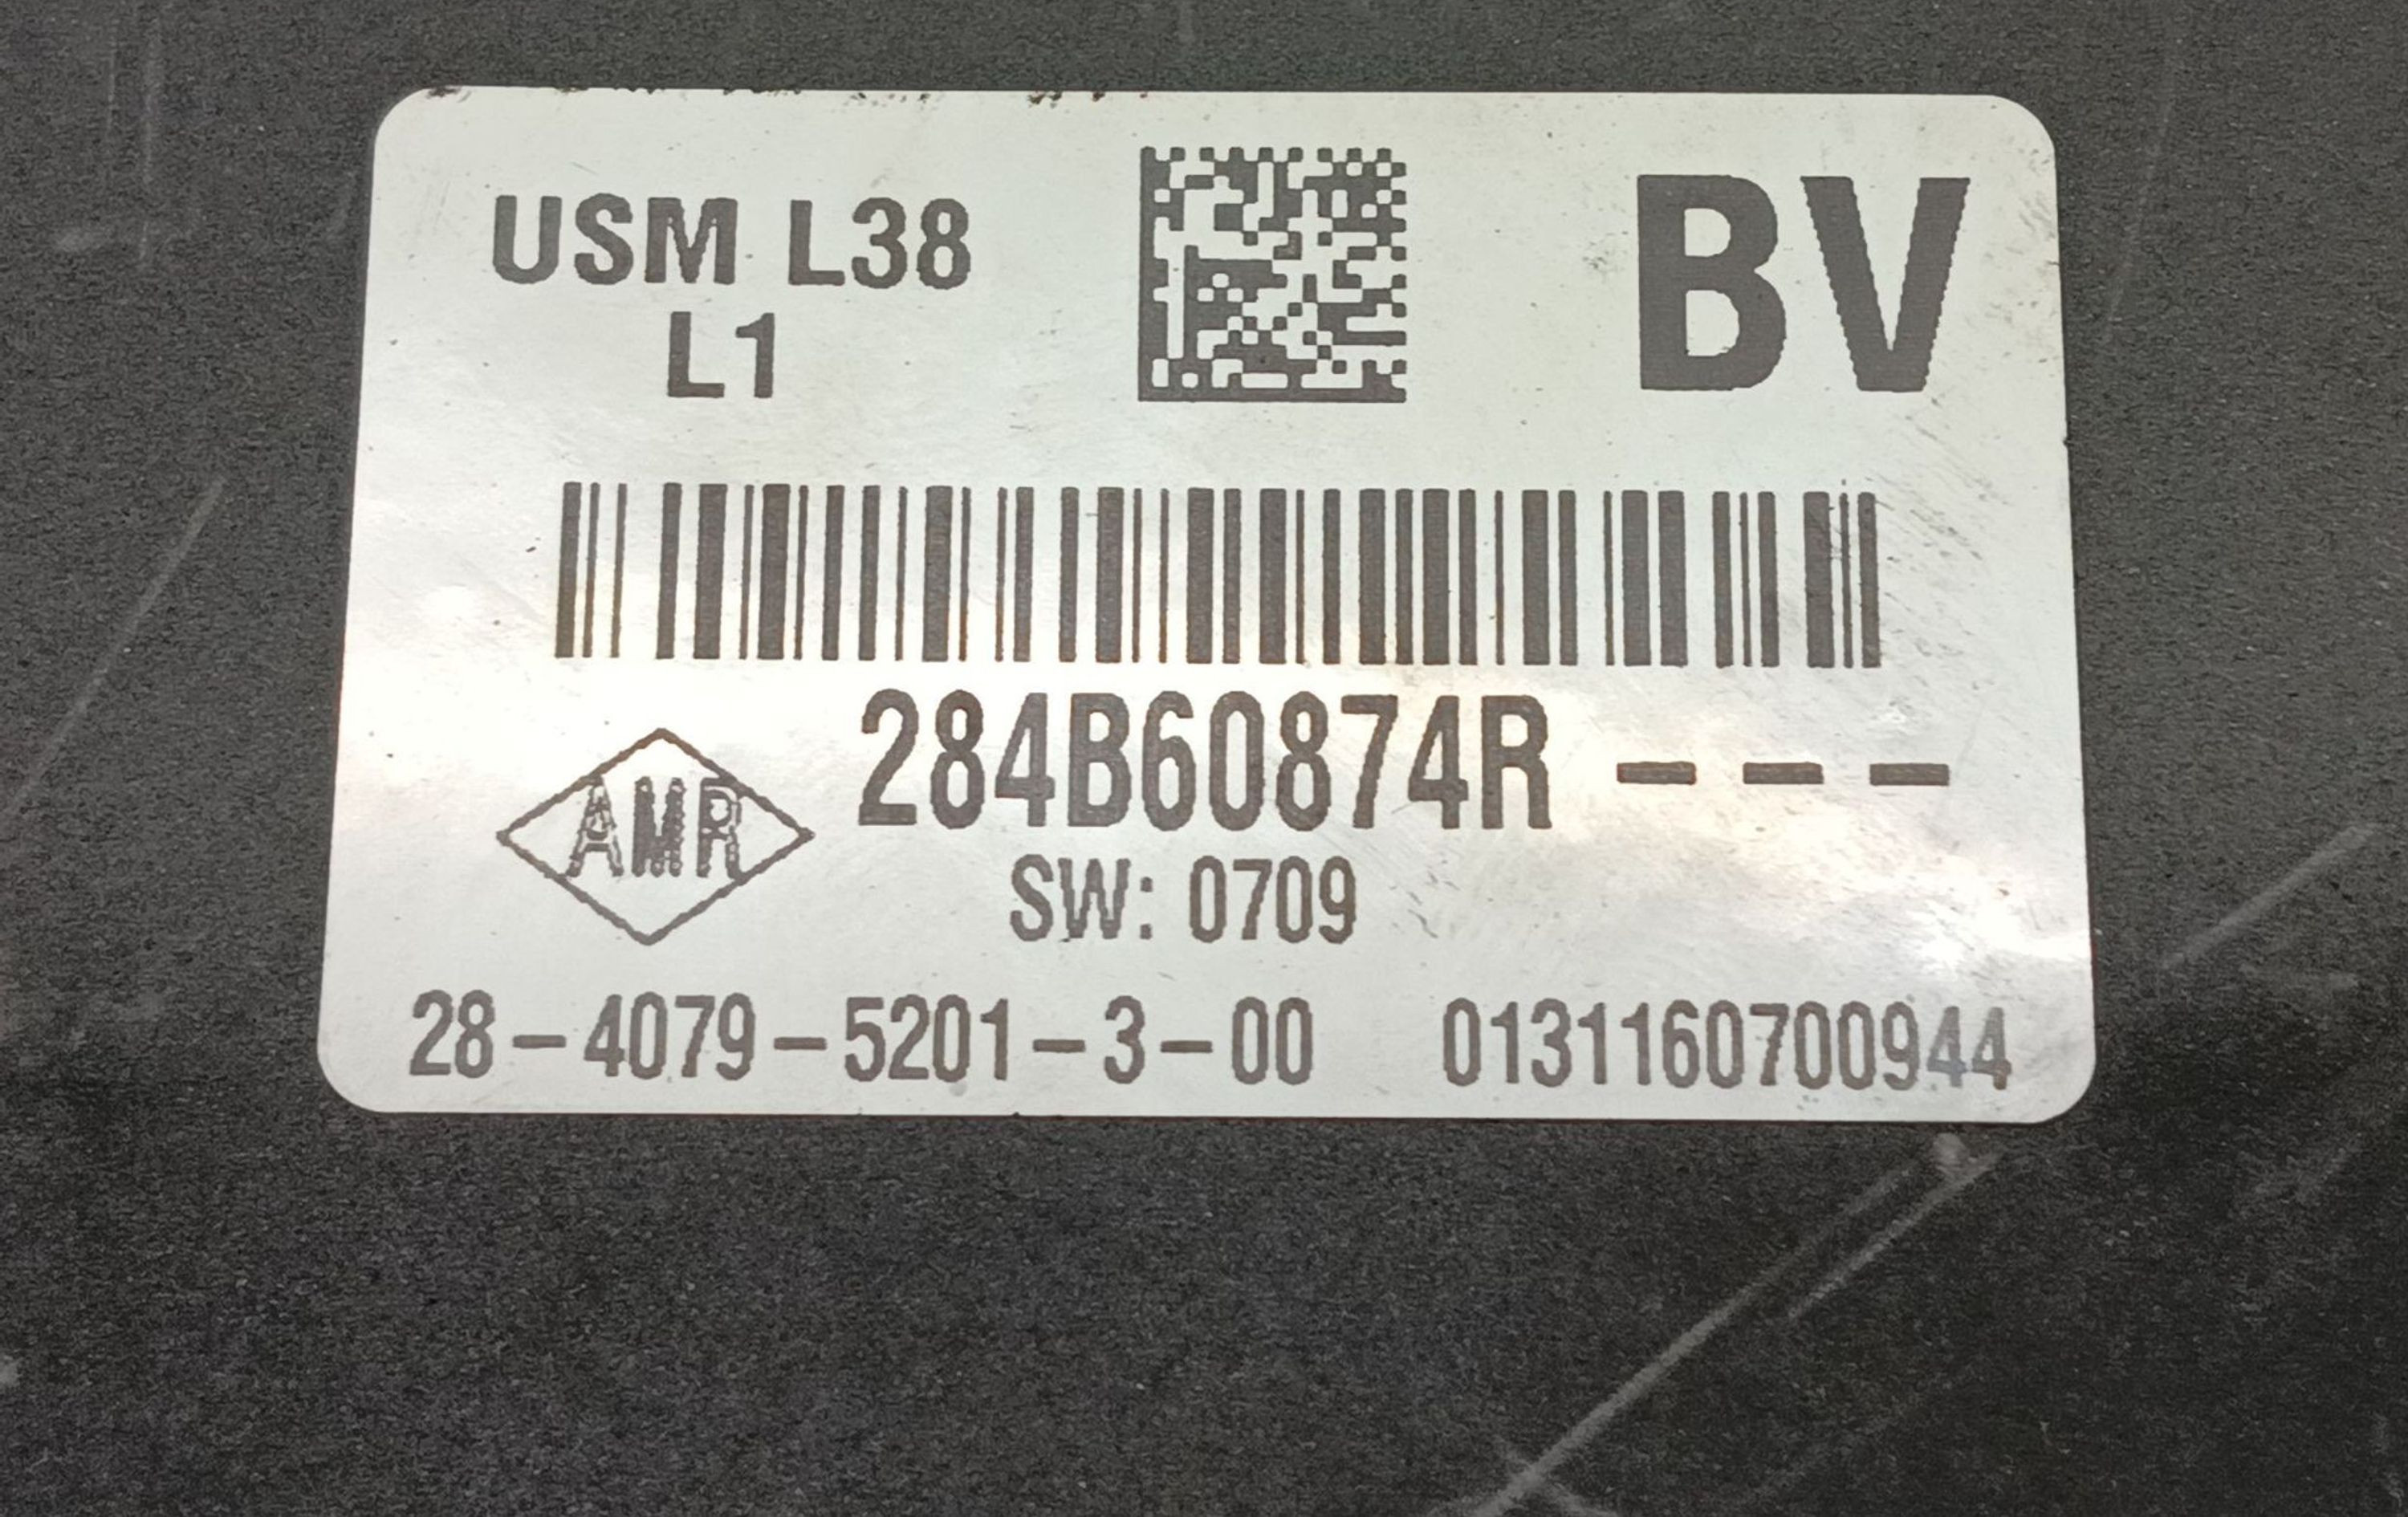 USM L38
L1
BV
284B60874R - - -
AMR
SW: 0709
28-4079-5201-3-00 0131160700944